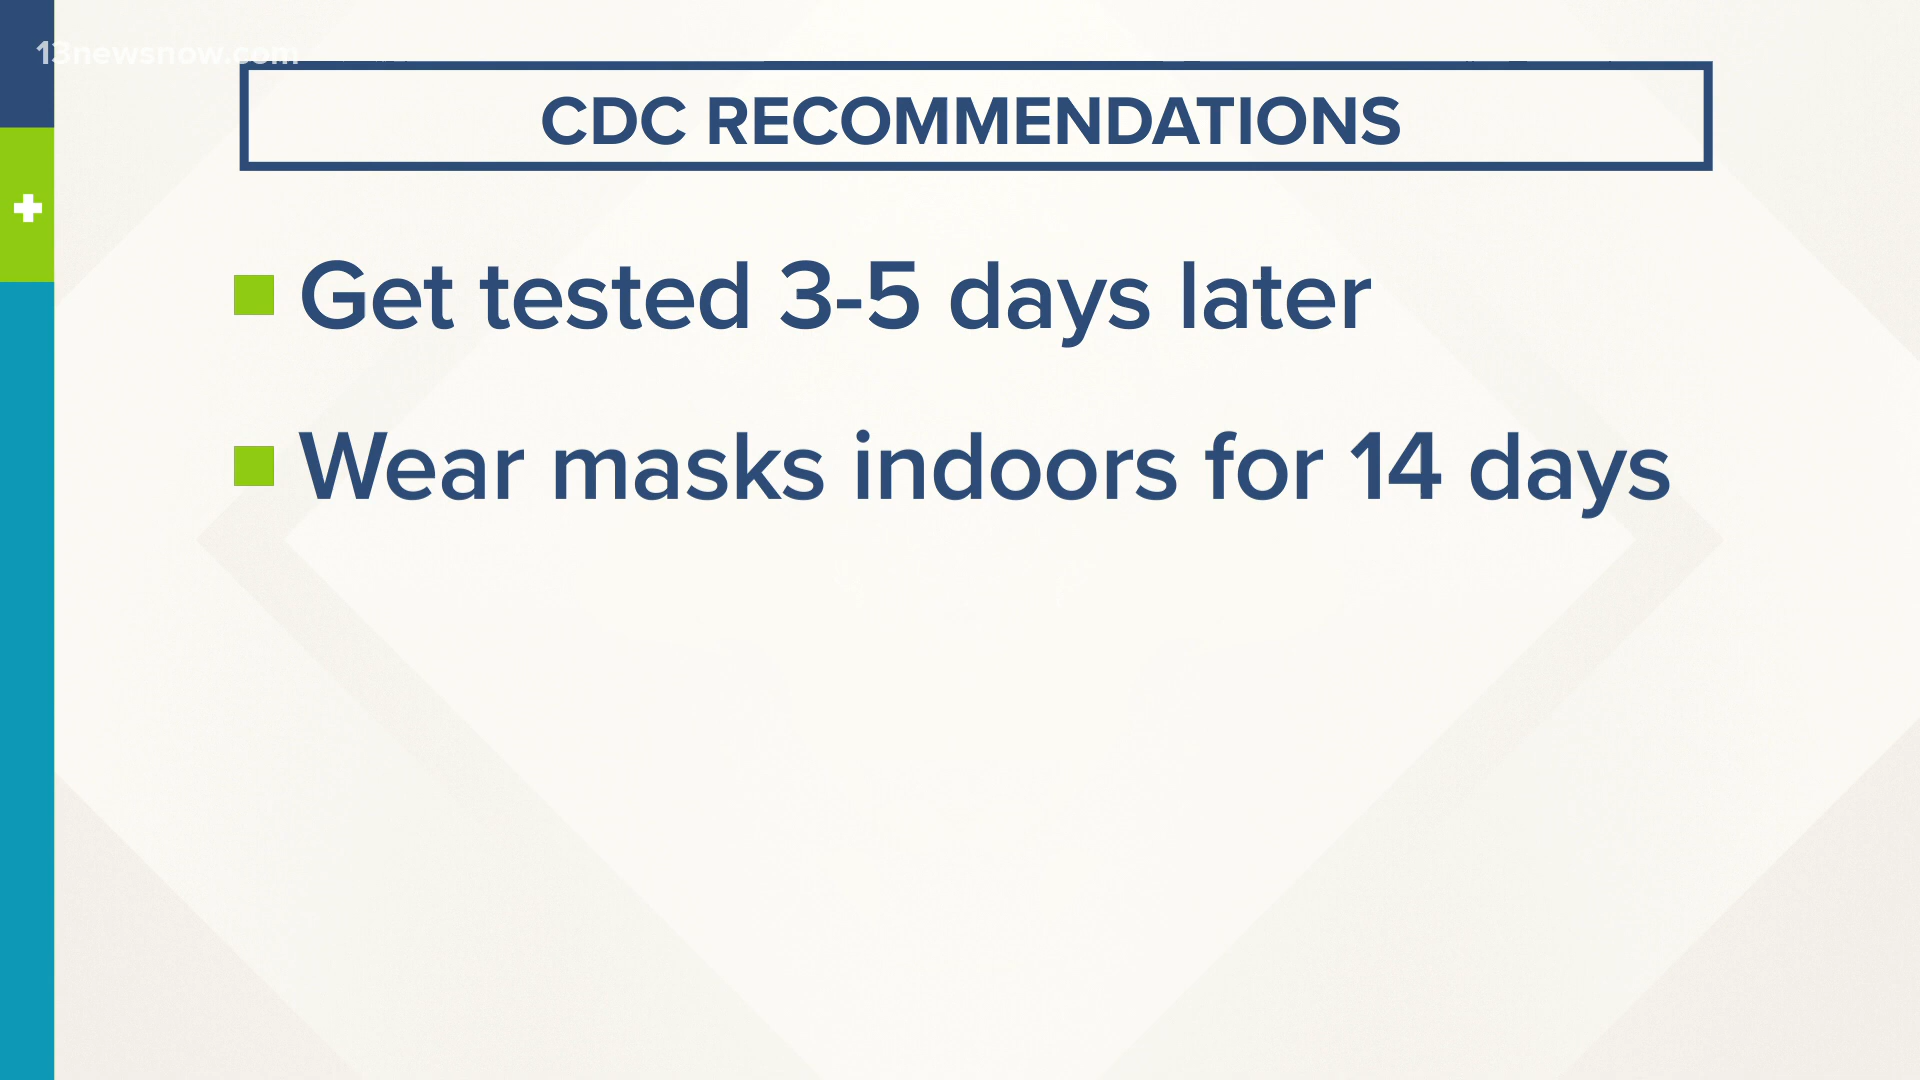 13newsnow.com
CDC RECOMMENDATIONS
Get tested 3-5 days later
Wear masks indoors for 14 days